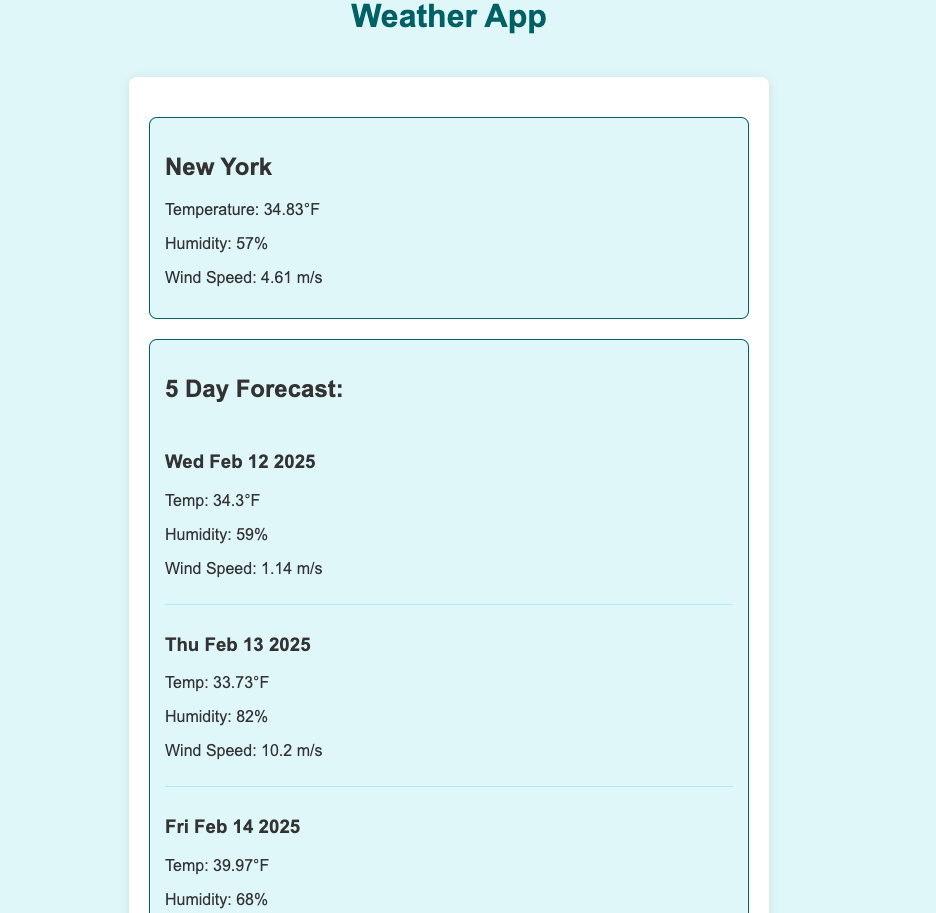 Weather App
New York
Temperature: 34.83°F
Humidity: 57%
Wind Speed: 4.61 m/s
5 Day Forecast:
Wed Feb 12 2025
Temp: 34.3°F
Humidity: 59%
Wind Speed: 1.14 m/s
Thu Feb 13 2025
Temp: 33.73°F
Humidity: 82%
Wind Speed: 10.2 m/s
Fri Feb 14 2025
Temp: 39.97°F
Humidity: 68%